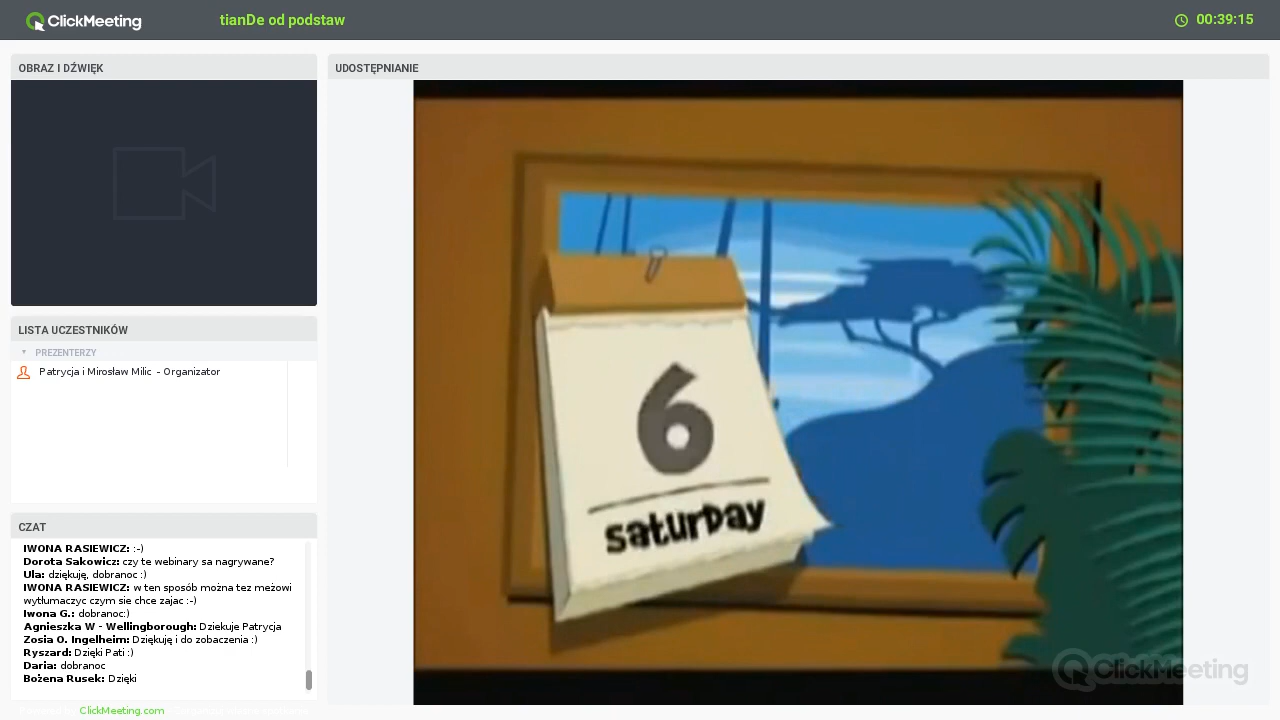 ClickMeeting
tianDe od podstaw
00:39:15
OBRAZ I DŹWIĘK
UDOSTĘPNIANIE
6
saturday
LISTA UCZESTNIKÓW
PREZENTERZY
Patrycja i Mirosław Milic - Organizator
CZAT
IWONA RASIEWICZ: :-)
Dorota Sakowicz: czy te webinary sa nagrywane?
Ula: dziękuję, dobranoc :)
IWONA RASIEWICZ: w ten sposób można tez meżowi
wytłumaczyc czym sie chce zajac :-)
Iwona G.: dobranoc:)
Agnieszka W - Wellingborough: Dziekuje Patrycja
Zosia O. Ingelheim: Dziękuję i do zobaczenia :)
Ryszard: Dzięki Pati :)
Daria: dobranoc
Bożena Rusek: Dzięki
ClickMeeting.com
ClickMeeting